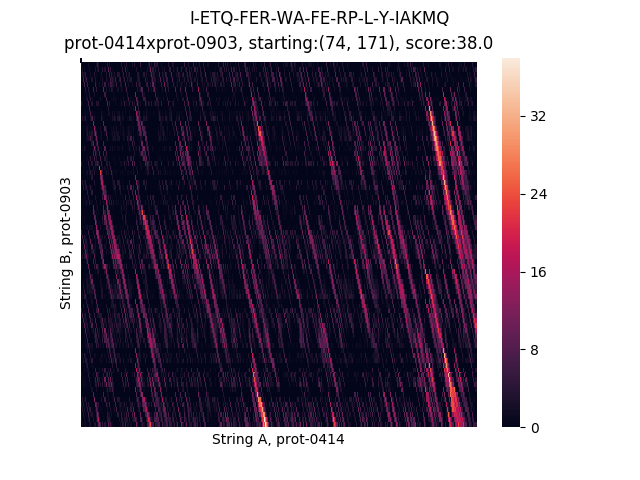 I-ETQ-FER-WA-FE-RP-L-Y-IAKMQ
prot-0414xprot-0903, starting:(74, 171), score:38.0
String B, prot-0903
String A, prot-0414
32
24
16
8
0